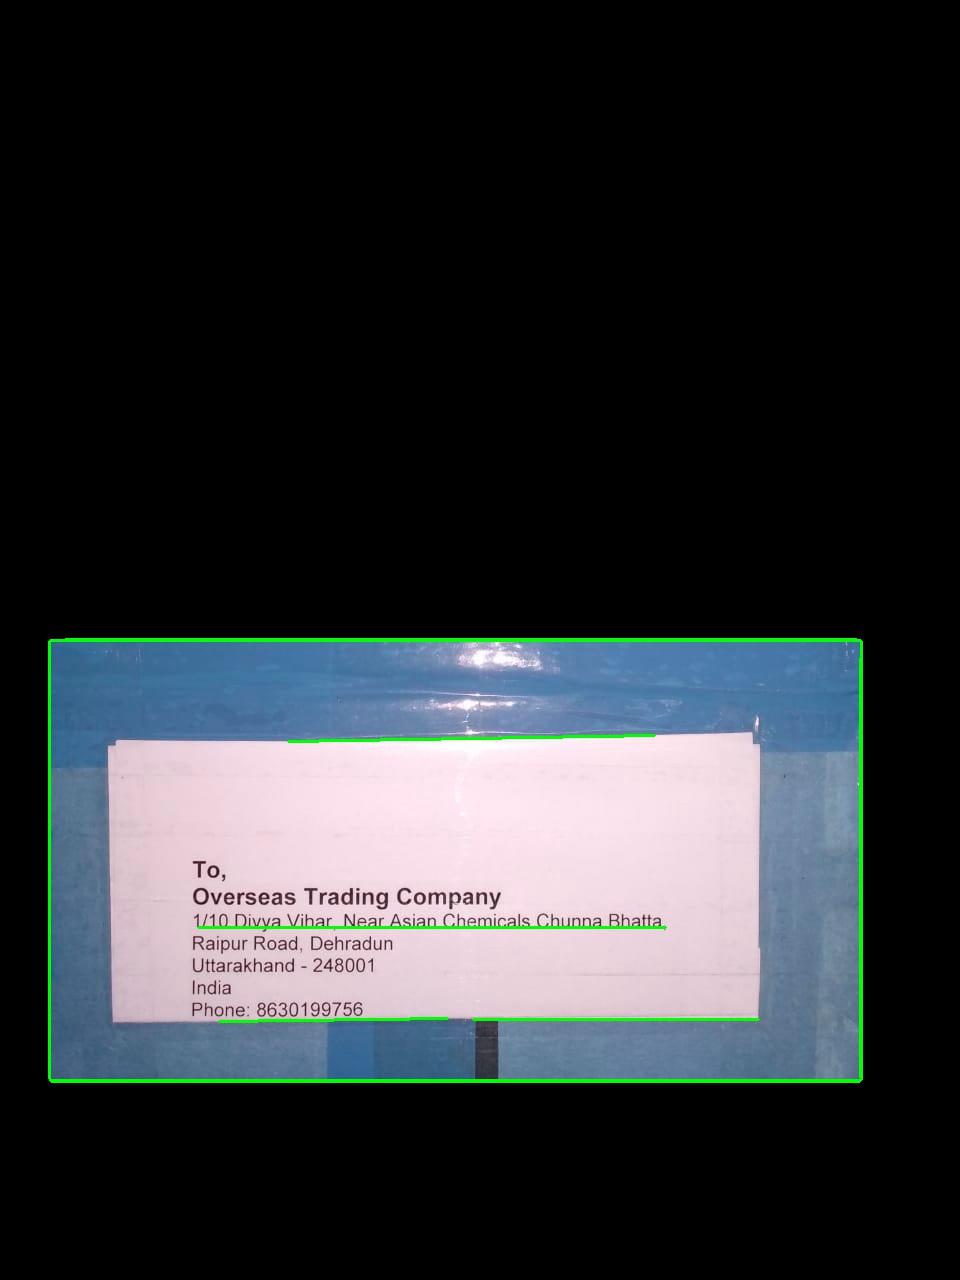 To,
Overseas Trading Company
1/10 Divya Vihar, Near Asian Chemicals Chunna Bhatta,
Raipur Road, Dehradun
Uttarakhand - 248001
India
Phone: 8630199756